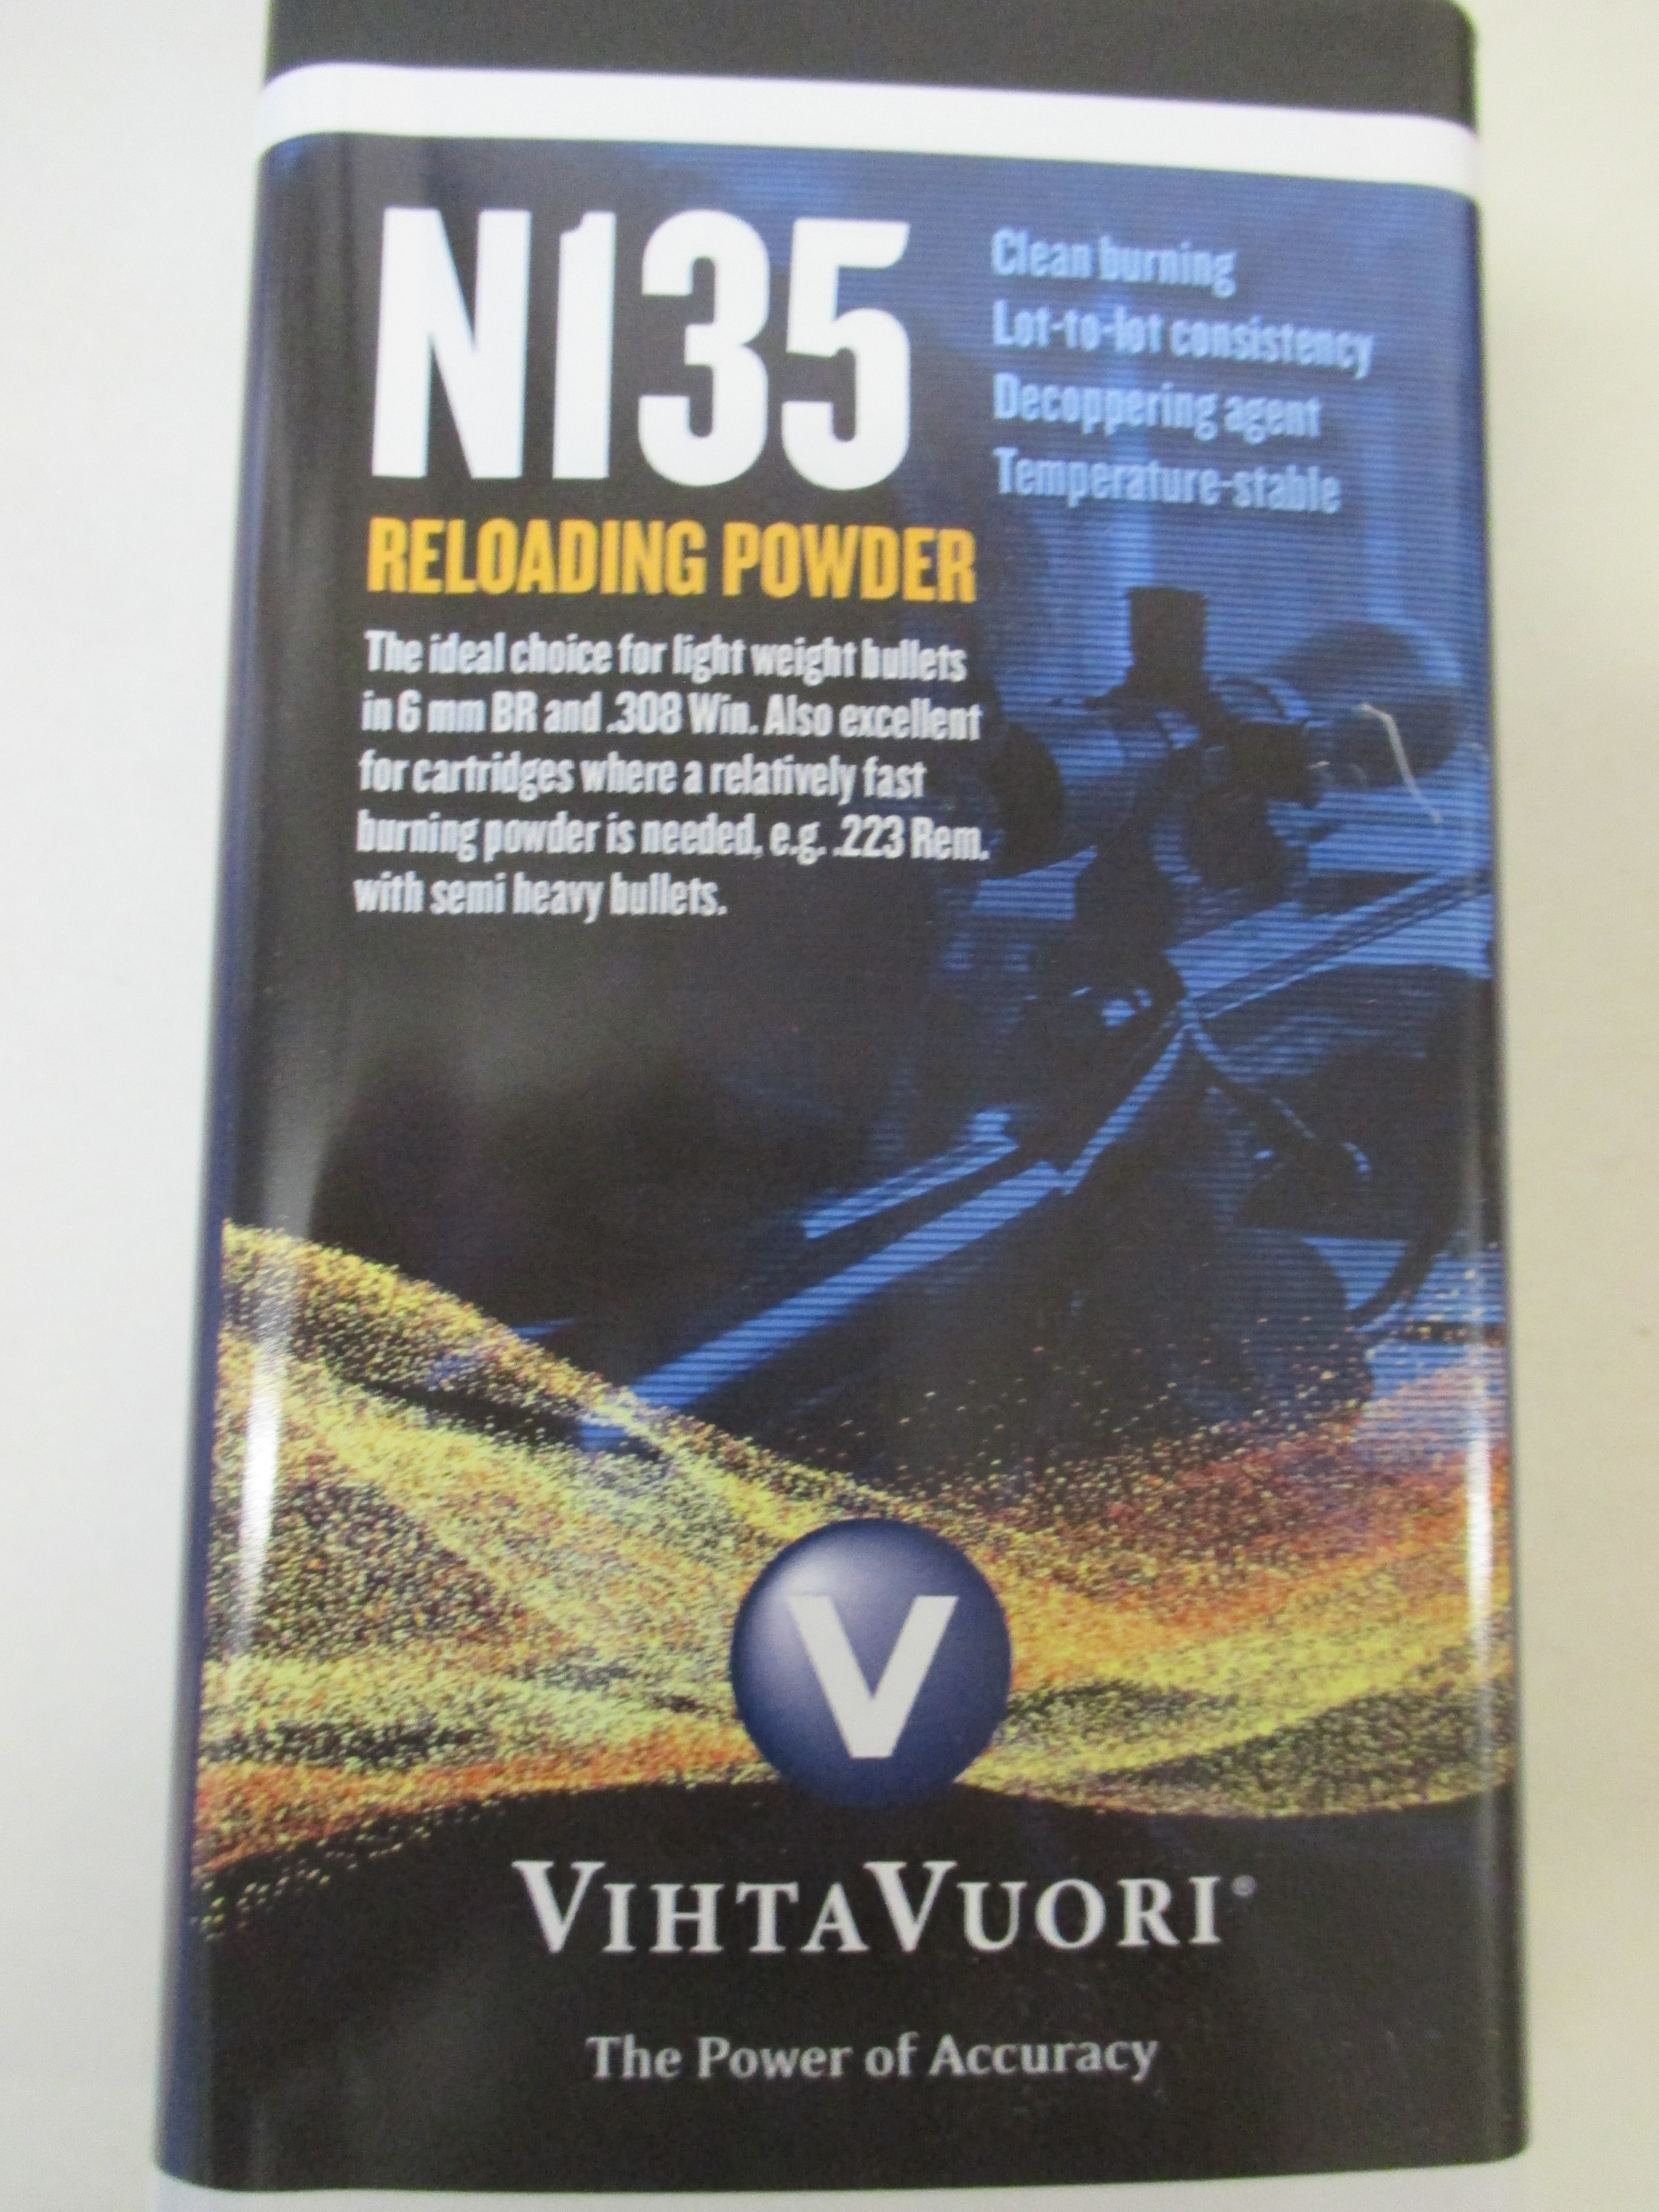 N135
Clean burning
Lot-to-lot consistency
Decoppering agent
Temperature-stable
RELOADING POWDER
The ideal choice for light weight bullets
in 6 mm BR and .308 Win. Also excellent
for cartridges where a relatively fast
burning powder is needed, e.g. .223 Rem.
with semi heavy bullets.
V
VIHTAVUORI®
The Power of Accuracy